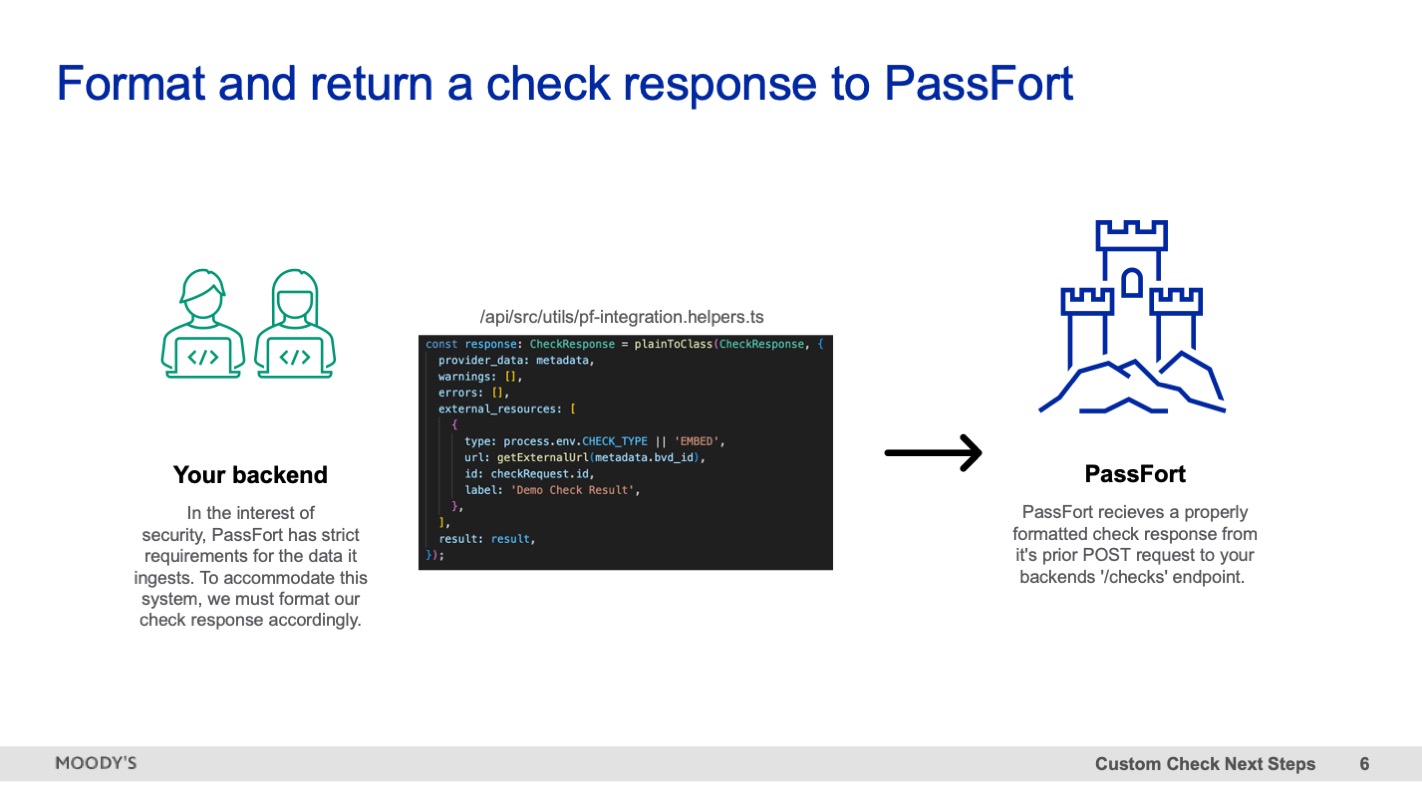 Format and return a check response to PassFort
</>
</>
Your backend
In the interest of
security, PassFort has strict
requirements for the data it
ingests. To accommodate this
system, we must format our
check response accordingly.
/api/src/utils/pf-integration.helpers.ts
const response: CheckResponse = plainToClass(CheckResponse, {
provider_data: metadata,
warnings: [],
errors: [],
external_resources: [
{
type: process.env.CHECK_TYPE || 'EMBED',
url: getExternalUrl(metadata.bvd_id),
id: checkRequest.id,
label: 'Demo Check Result',
},
],
result: result,
});
PassFort
PassFort recieves a properly
formatted check response from
it's prior POST request to your
backends '/checks' endpoint.
MOODY'S
Custom Check Next Steps
6